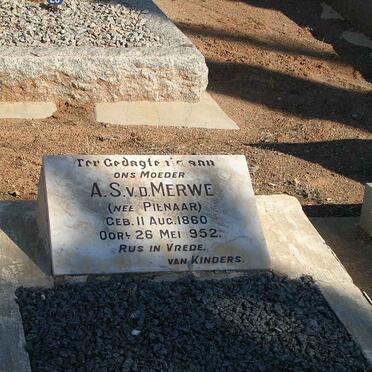 Ter Gedagtenis aan
ons Moeder
A.S.v.d. Merwe
(nee Pienaar)
Geb. 11 Aug. 1860
Oorl. 26 Mei 1952.
Rus in Vrede.
van Kinders.